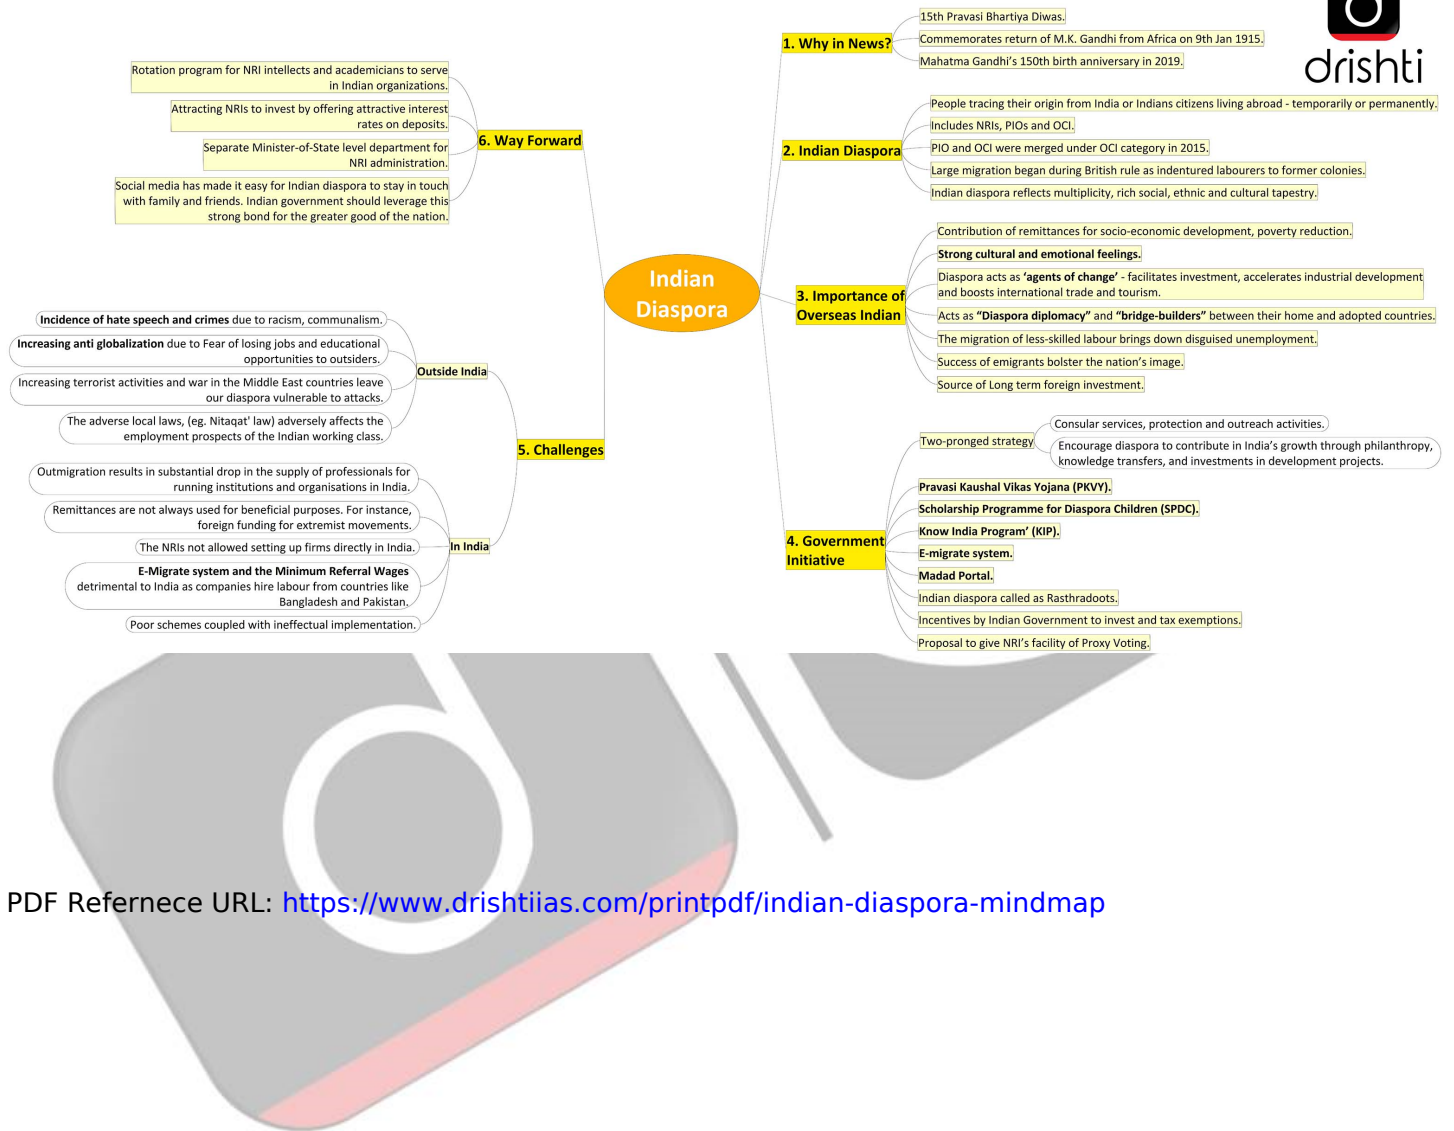 drishti
Indian
Diaspora
1. Why in News?
15th Pravasi Bhartiya Diwas.
Commemorates return of M.K. Gandhi from Africa on 9th Jan 1915.
Mahatma Gandhi's 150th birth anniversary in 2019.
2. Indian Diaspora
People tracing their origin from India or Indians citizens living abroad - temporarily or permanently.
Includes NRIs, PIOs and OCI.
PIO and OCI were merged under OCI category in 2015.
Large migration began during British rule as indentured labourers to former colonies.
Indian diaspora reflects multiplicity, rich social, ethnic and cultural tapestry.
3. Importance of
Overseas Indian
Contribution of remittances for socio-economic development, poverty reduction.
Strong cultural and emotional feelings.
Diaspora acts as ‘agents of change’ - facilitates investment, accelerates industrial development
and boosts international trade and tourism.
Acts as “Diaspora diplomacy” and “bridge-builders” between their home and adopted countries.
The migration of less-skilled labour brings down disguised unemployment.
Success of emigrants bolster the nation's image.
Source of Long term foreign investment.
4. Government
Initiative
Two-pronged strategy
Consular services, protection and outreach activities.
Encourage diaspora to contribute in India's growth through philanthropy,
knowledge transfers, and investments in development projects.
Pravasi Kaushal Vikas Yojana (PKVY).
Scholarship Programme for Diaspora Children (SPDC).
Know India Program’ (KIP).
E-migrate system.
Madad Portal.
Indian diaspora called as Rasthradoots.
Incentives by Indian Government to invest and tax exemptions.
Proposal to give NRI's facility of Proxy Voting.
5. Challenges
Outside India
Incidence of hate speech and crimes due to racism, communalism.
Increasing anti globalization due to Fear of losing jobs and educational
opportunities to outsiders.
Increasing terrorist activities and war in the Middle East countries leave
our diaspora vulnerable to attacks.
The adverse local laws, (eg. Nitaqat' law) adversely affects the
employment prospects of the Indian working class.
In India
Outmigration results in substantial drop in the supply of professionals for
running institutions and organisations in India.
Remittances are not always used for beneficial purposes. For instance,
foreign funding for extremist movements.
The NRIs not allowed setting up firms directly in India.
E-Migrate system and the Minimum Referral Wages
detrimental to India as companies hire labour from countries like
Bangladesh and Pakistan.
Poor schemes coupled with ineffectual implementation.
6. Way Forward
Rotation program for NRI intellects and academicians to serve
in Indian organizations.
Attracting NRIs to invest by offering attractive interest
rates on deposits.
Separate Minister-of-State level department for
NRI administration.
Social media has made it easy for Indian diaspora to stay in touch
with family and friends. Indian government should leverage this
strong bond for the greater good of the nation.
PDF Refernece URL: https://www.drishtiias.com/printpdf/indian-diaspora-mindmap